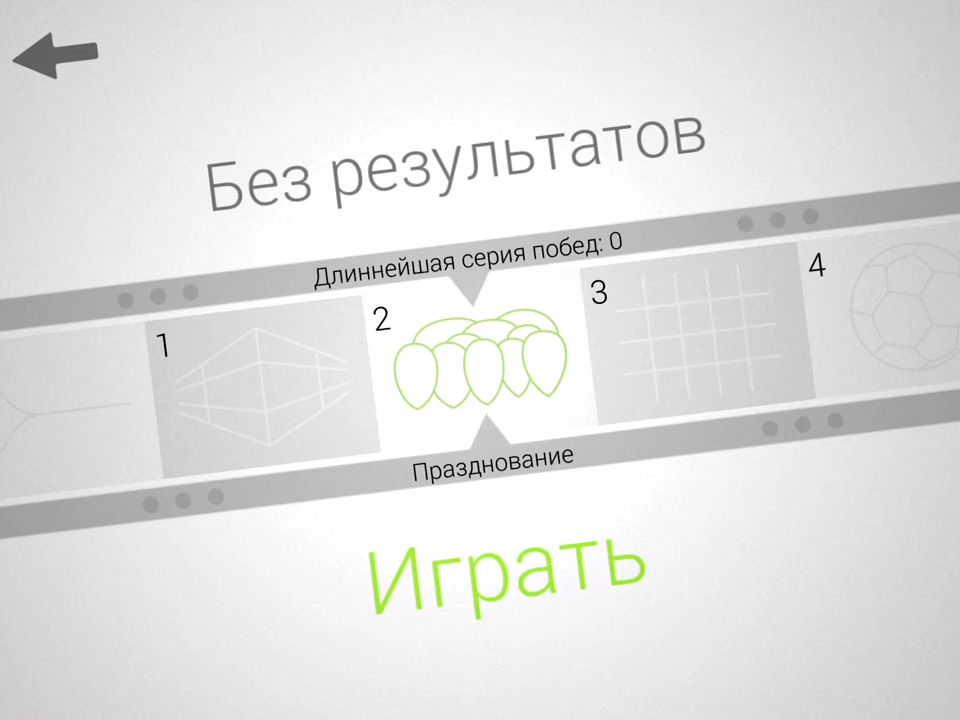 Без результатов
Длиннейшая серия побед: 0
1
2
3
4
Празднование
Играть